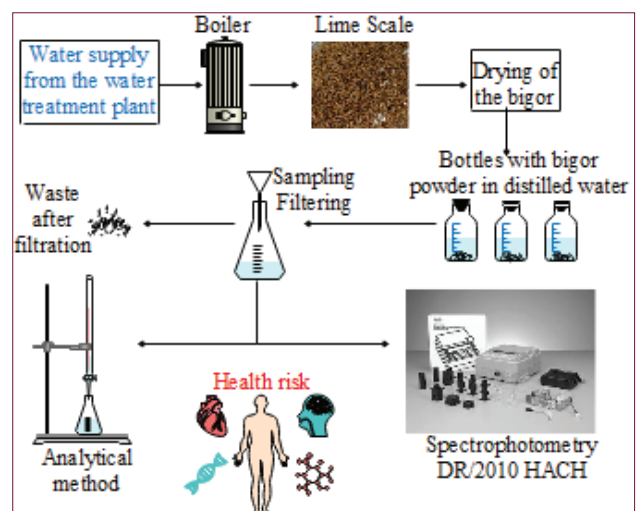 Boiler
Lime Scale
Water supply
from the water
treatment plant
Drying of
the bigor
Bottles with bigor
powder in distilled water
Sampling
Filtering
Waste
after
filtration
Health risk
Analytical
method
Spectrophotometry
DR/2010 HACH